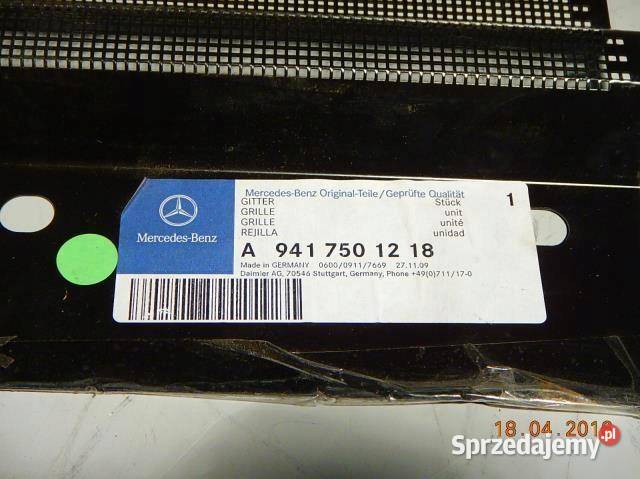 Mercedes-Benz Original-Teile/Geprüfte Qualität
GITTER Stück 1
GRILLE unit
GRILLE unité
REJILLA unidad
Mercedes-Benz
A 941 750 12 18
Made in GERMANY 0600/0911/7669 27.11.09
Daimler AG, 70546 Stuttgart, Germany, Phone +49(0)711/17-0
18.04.2016
Sprzedajemy.pl